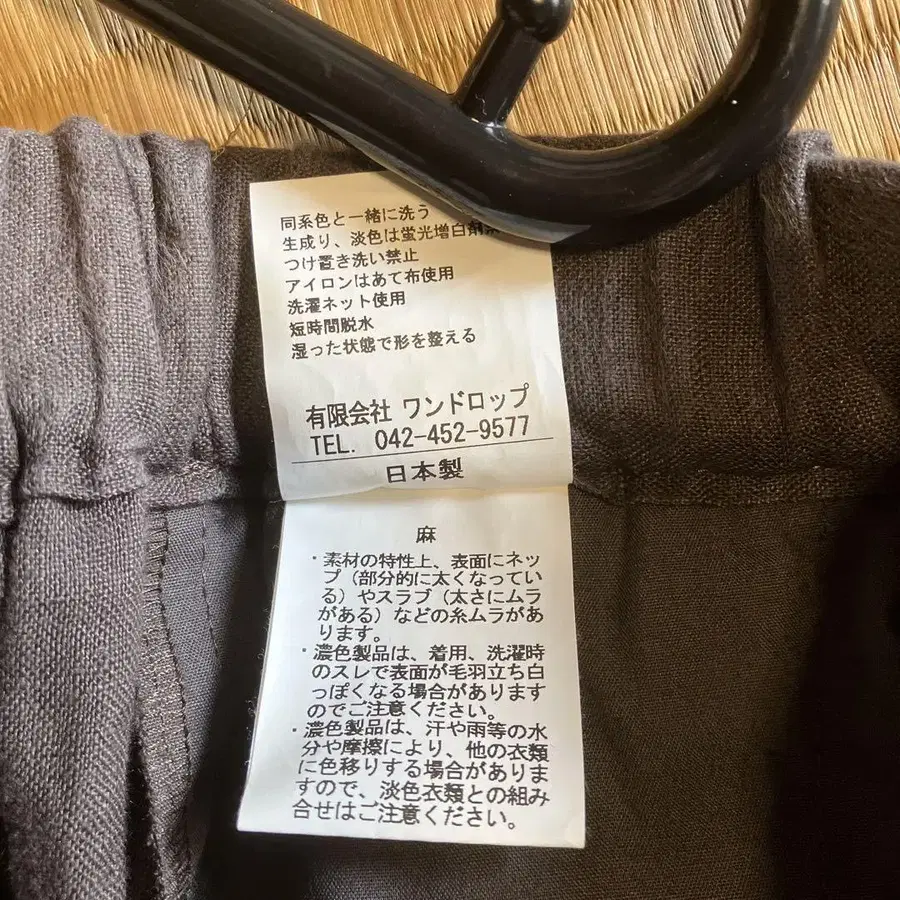 同系色と一緒に洗う
生成り、淡色は蛍光増白剤
つけ置き洗い禁止
アイロンはあて布使用
洗濯ネット使用
短時間脱水
湿った状態で形を整える
有限会社 ワンドロップ
TEL. 042-452-9577
日本製
麻
・素材の特性上、表面にネッ
プ（部分的に太くなってい
る）やスラブ（太さにムラ
がある）などの糸ムラがあ
ります。
・濃色製品は、着用、洗濯時
のスレで表面が毛羽立ち白
っぽくなる場合があります
のでご注意ください。
・濃色製品は、汗や雨等の水
分や摩擦により、他の衣類
に色移りする場合がありま
すので、淡色衣類との組み
合せはご注意ください。